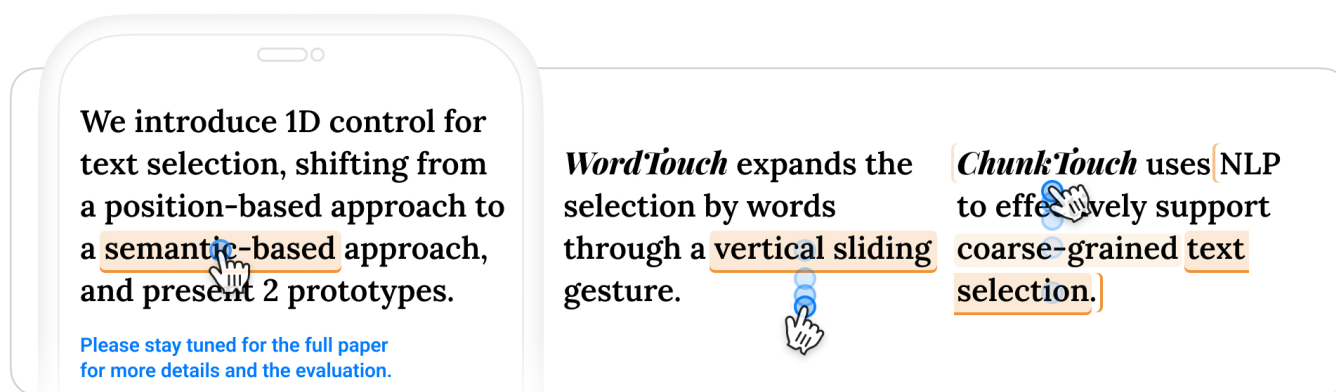 We introduce 1D control for
text selection, shifting from
a position-based approach to
a semantic-based approach,
and present 2 prototypes.
Please stay tuned for the full paper
for more details and the evaluation.
WordTouch expands the
selection by words
through a vertical sliding
gesture.
ChunkTouch uses NLP
to effectively support
coarse-grained text
selection.